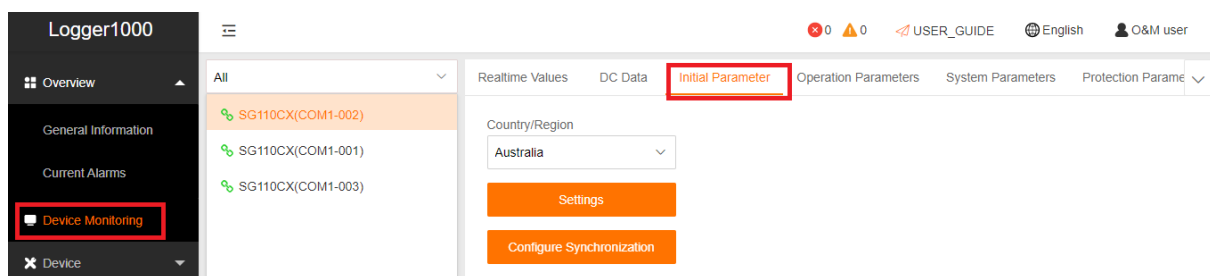 Logger1000
0 0 USER_GUIDE English O&M user
Overview
General Information
Current Alarms
Device Monitoring
Device
All
SG110CX(COM1-002)
SG110CX(COM1-001)
SG110CX(COM1-003)
Realtime Values DC Data Initial Parameter Operation Parameters System Parameters Protection Parame
Country/Region
Australia
Settings
Configure Synchronization